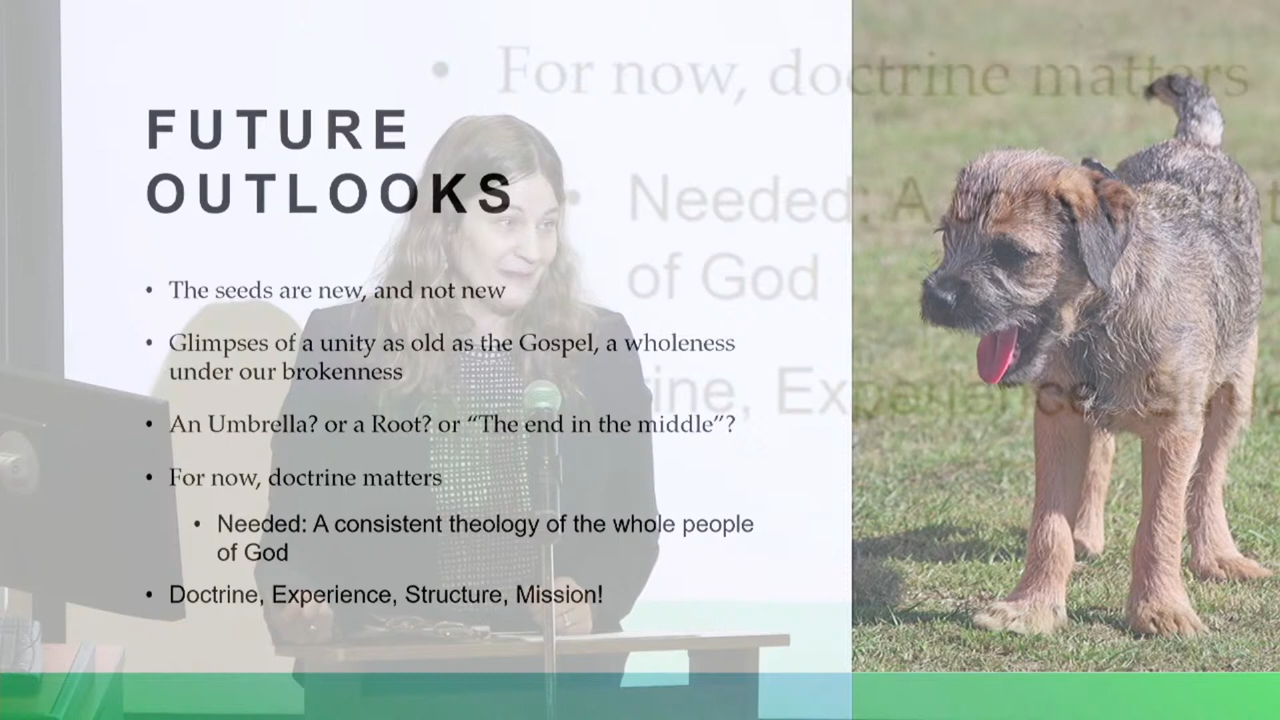 FUTURE
OUTLOOKS
• The seeds are new, and not new
• Glimpses of a unity as old as the Gospel, a wholeness
under our brokenness
• An Umbrella? or a Root? or “The end in the middle”?
• For now, doctrine matters
• Needed: A consistent theology of the whole people
of God
• Doctrine, Experience, Structure, Mission!
• For now, doctrine matters
• Needed: A
of God